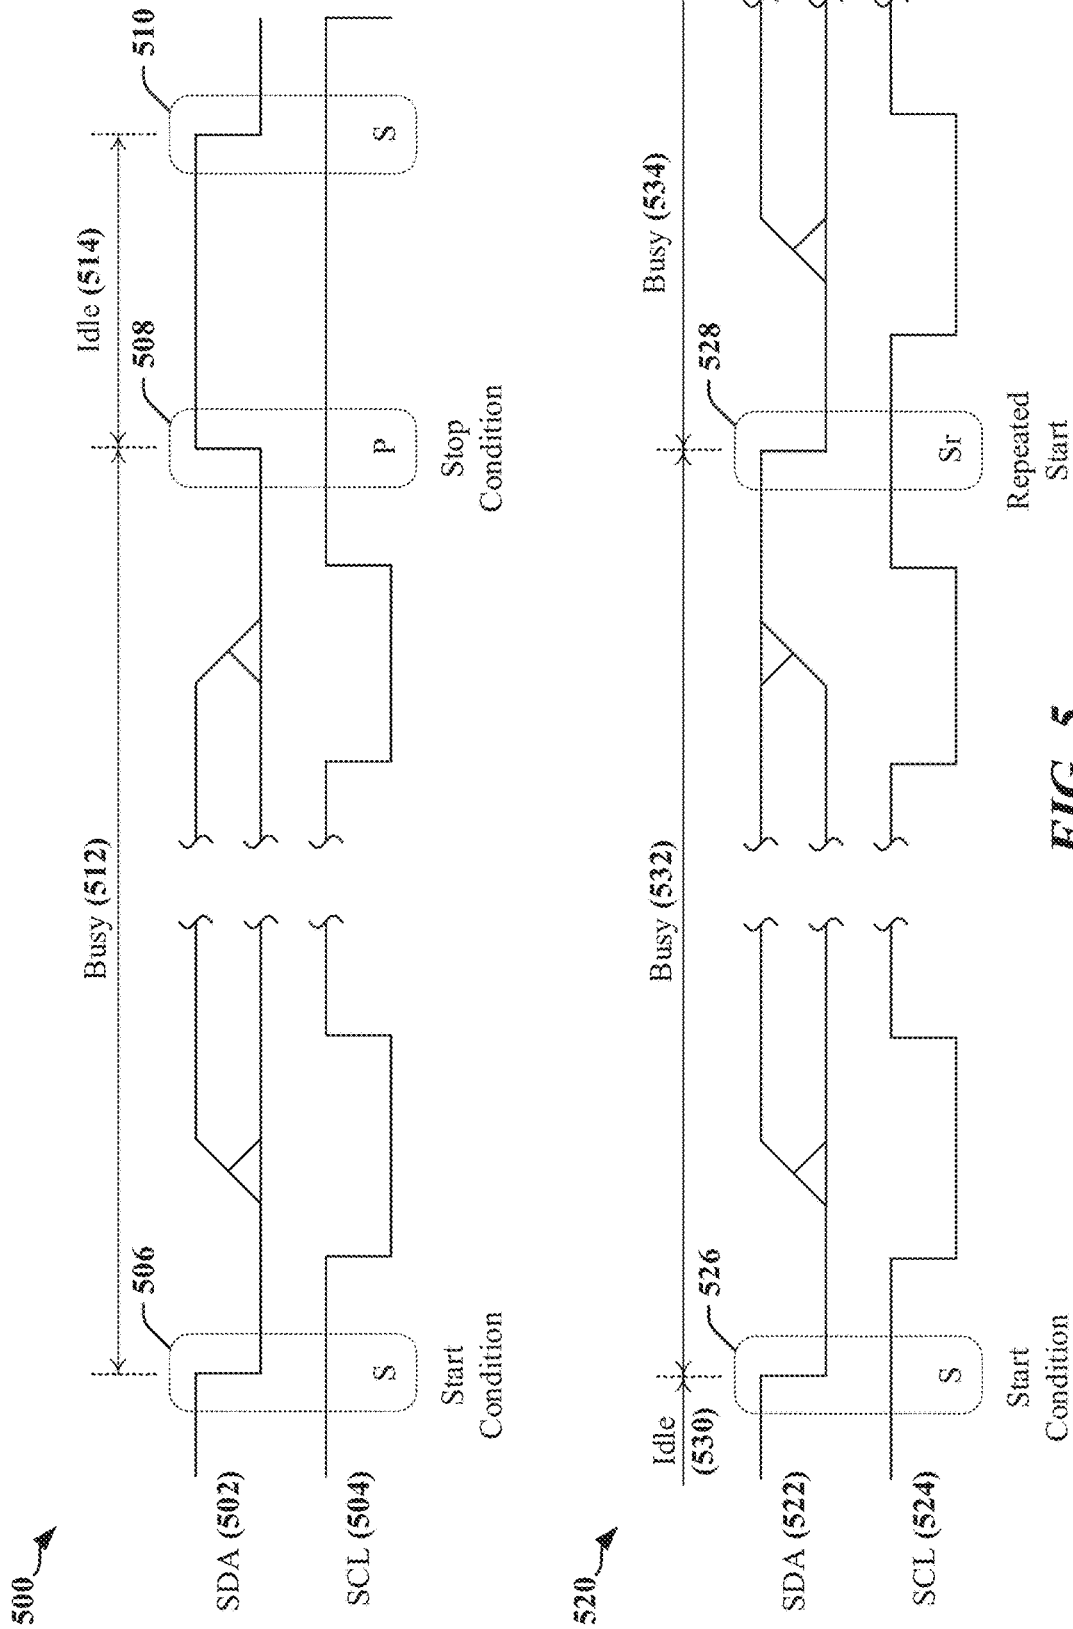 500
Busy (512)
Idle (514)
506
508
510
SDA (502)
SCL (504)
S
P
S
Start
Condition
Stop
Condition
520
Idle
(530)
Busy (532)
Busy (534)
526
528
SDA (522)
SCL (524)
S
Sr
Start
Condition
Repeated
Start
FIG. 5